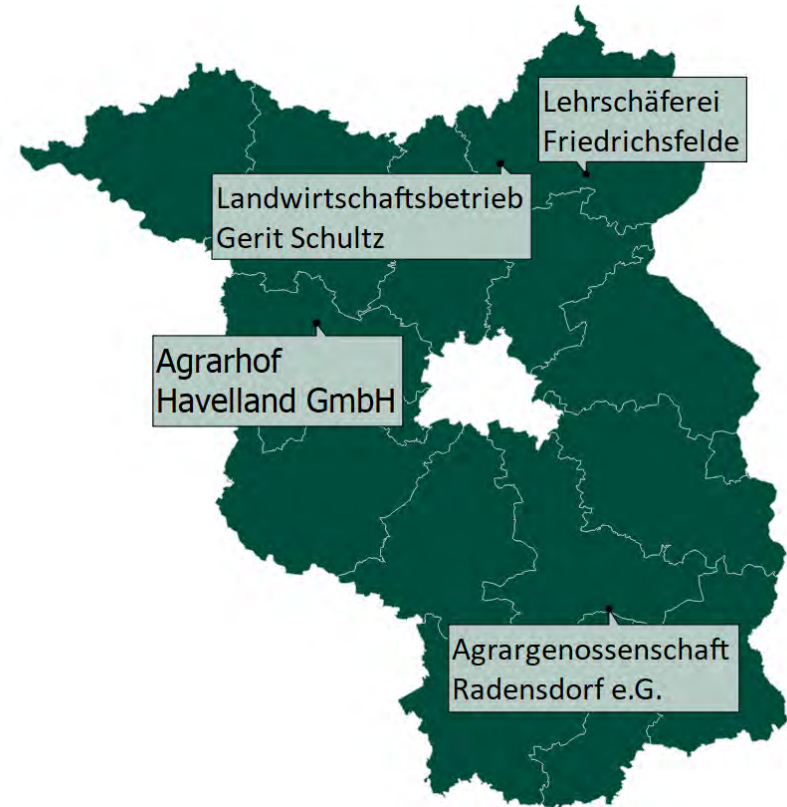 Lehrschäferei
Friedrichsfelde
Landwirtschaftsbetrieb
Gerit Schultz
Agrarhof
Havelland GmbH
Agrargenossenschaft
Radensdorf e.G.